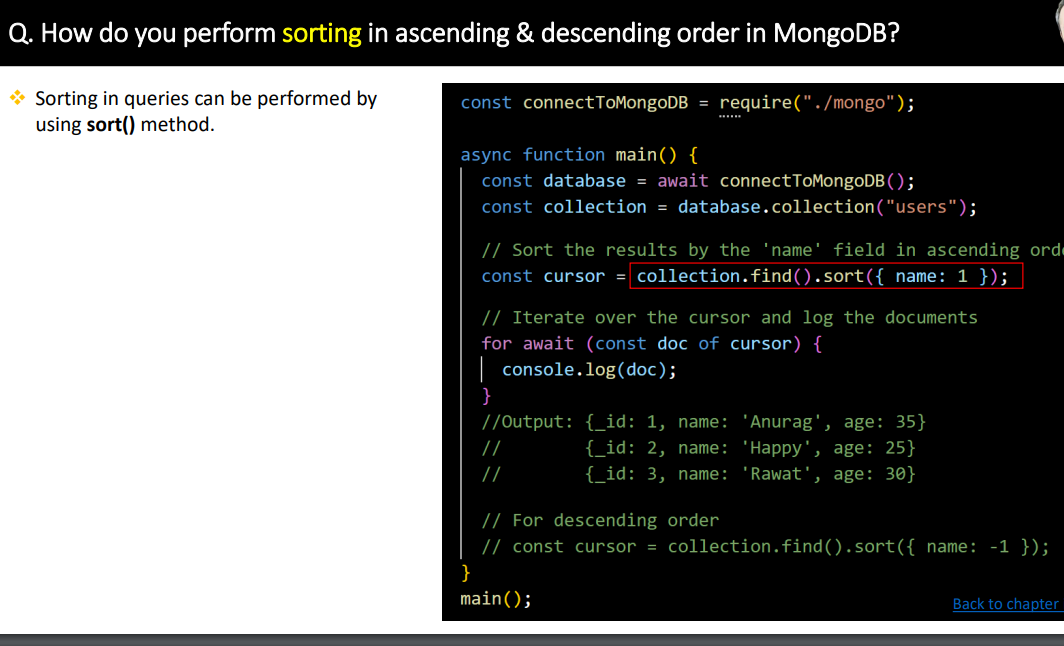 Q. How do you perform sorting in ascending & descending order in MongoDB?
❖ Sorting in queries can be performed by
using sort() method.
const connectToMongoDB = require("./mongo");
async function main() {
const database = await connectToMongoDB();
const collection = database.collection("users");
// Sort the results by the 'name' field in ascending
const cursor = collection.find().sort({ name: 1 });
// Iterate over the cursor and log the documents
for await (const doc of cursor) {
console.log(doc);
}
//Output: {_id: 1, name: 'Anurag', age: 35}
// {_id: 2, name: 'Happy', age: 25}
// {_id: 3, name: 'Rawat', age: 30}
// For descending order
// const cursor = collection.find().sort({ name: -1 });
}
main();
Back to chapter